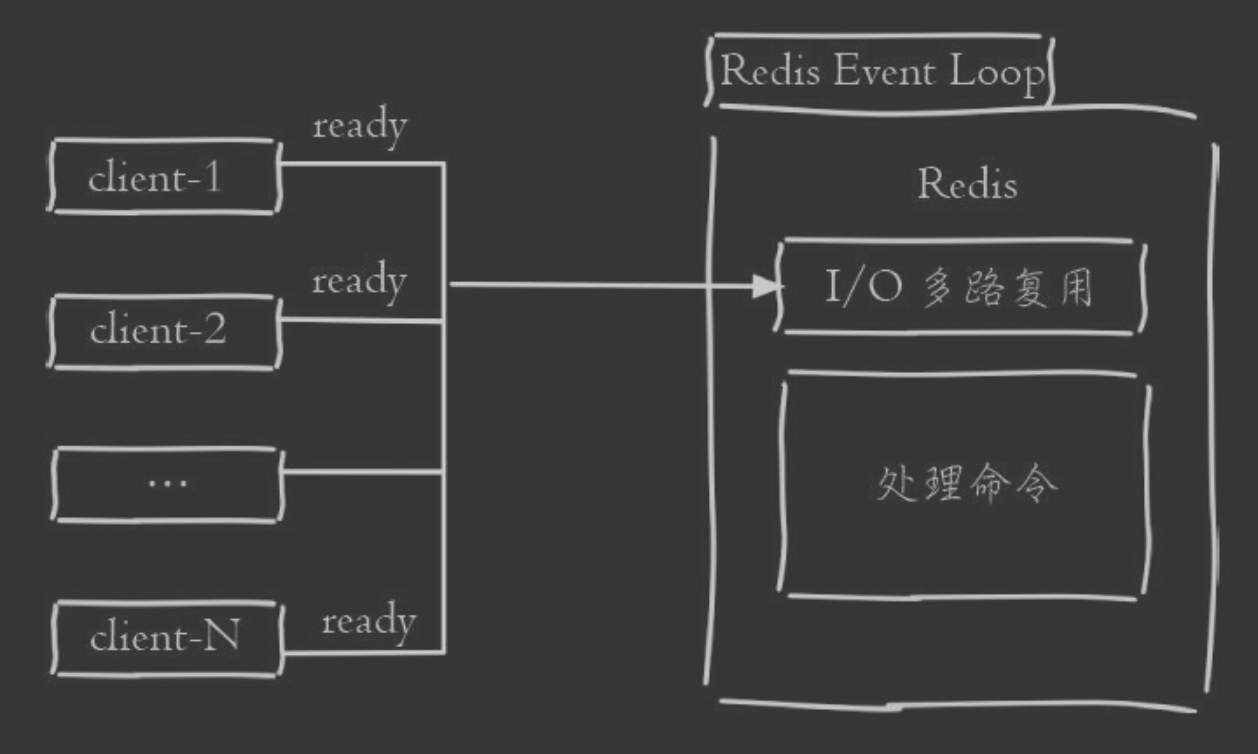 ready
client-1
ready
client-2
...
ready
client-N
Redis Event Loop
Redis
I/O 多路复用
处理命令